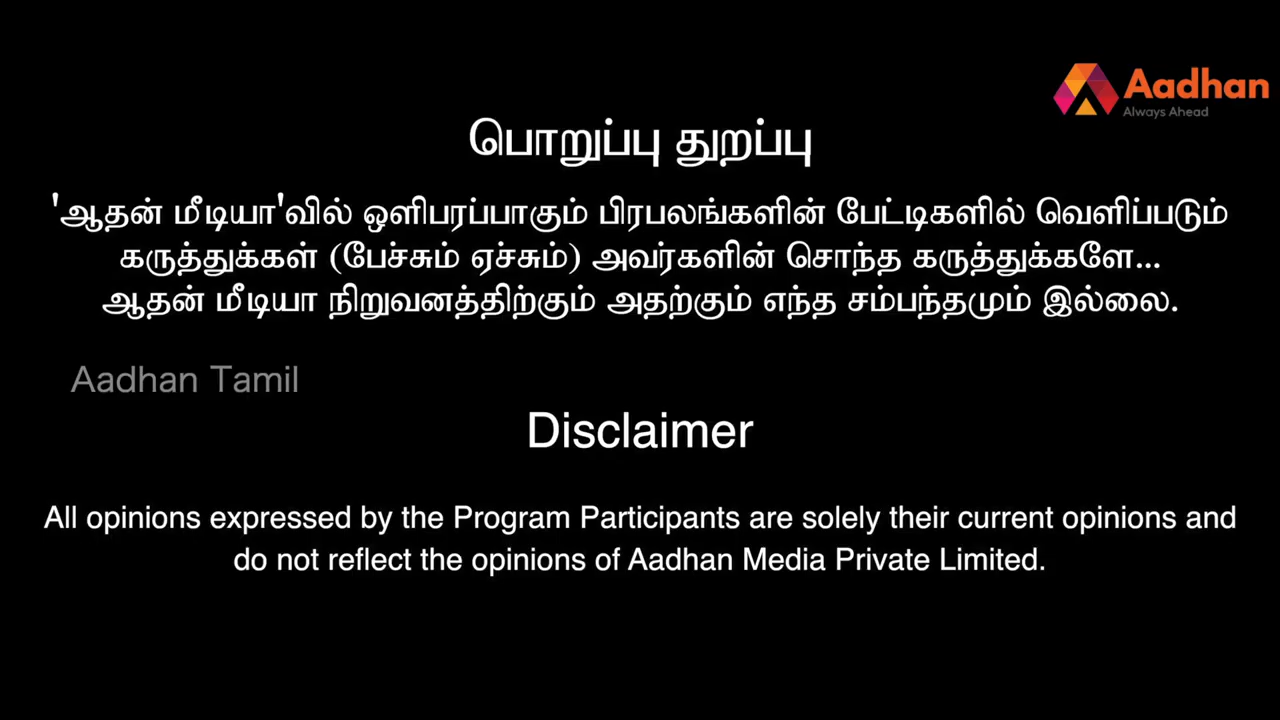 Aadhan
Always Ahead
பொறுப்பு துறப்பு
'ஆதன் மீடியா'வில் ஒளிபரப்பாகும் பிரபலங்களின் பேட்டிகளில் வெளிப்படும்
கருத்துக்கள் (பேச்சும் ஏச்சும்) அவர்களின் சொந்த கருத்துக்களே...
ஆதன் மீடியா நிறுவனத்திற்கும் அதற்கும் எந்த சம்பந்தமும் இல்லை.
Aadhan Tamil
Disclaimer
All opinions expressed by the Program Participants are solely their current opinions and
do not reflect the opinions of Aadhan Media Private Limited.